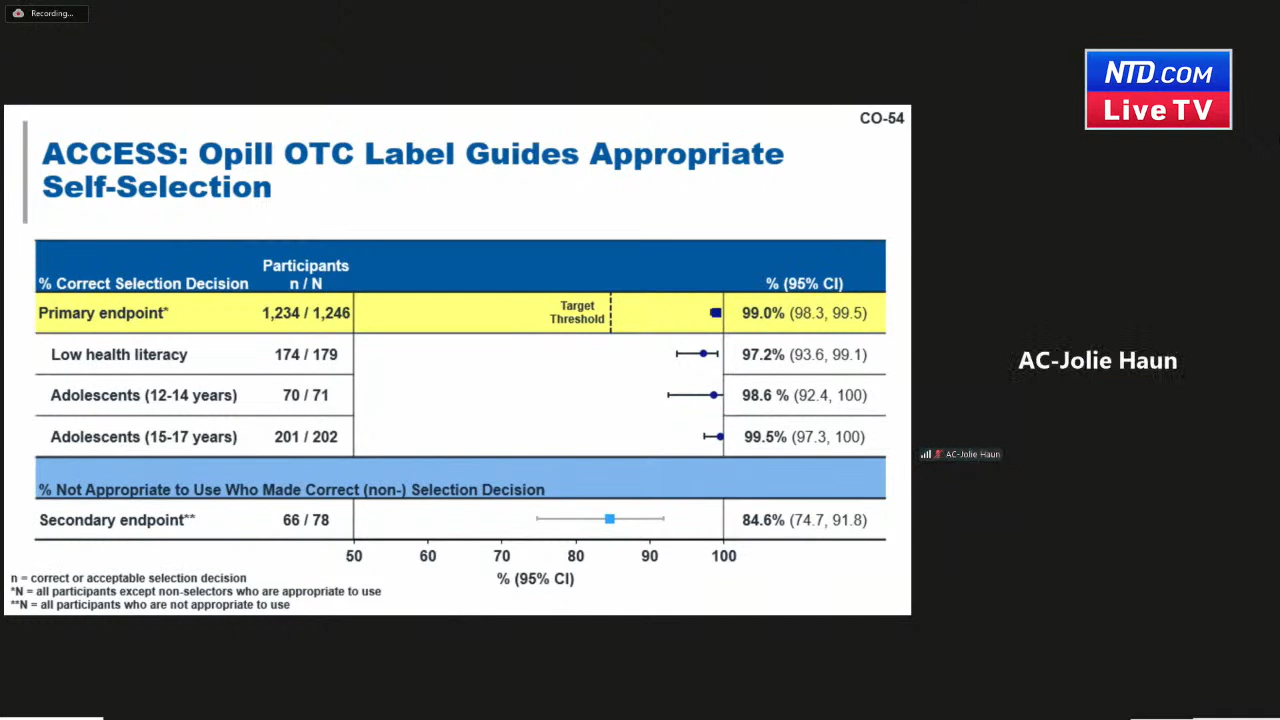 Recording...
NTD.COM
Live TV
CO-54
ACCESS: Opill OTC Label Guides Appropriate
Self-Selection
% Correct Selection Decision
Participants
n / N
% (95% CI)
Primary endpoint*
1,234 / 1,246
Target
Threshold
99.0% (98.3, 99.5)
Low health literacy
174 / 179
97.2% (93.6, 99.1)
Adolescents (12-14 years)
70 / 71
98.6 % (92.4, 100)
Adolescents (15-17 years)
201 / 202
99.5% (97.3, 100)
% Not Appropriate to Use Who Made Correct (non-) Selection Decision
Secondary endpoint**
66 / 78
84.6% (74.7, 91.8)
50 60 70 80 90 100
% (95% CI)
n = correct or acceptable selection decision
*N = all participants except non-selectors who are appropriate to use
**N = all participants who are not appropriate to use
AC-Jolie Haun
AC-Jolie Haun